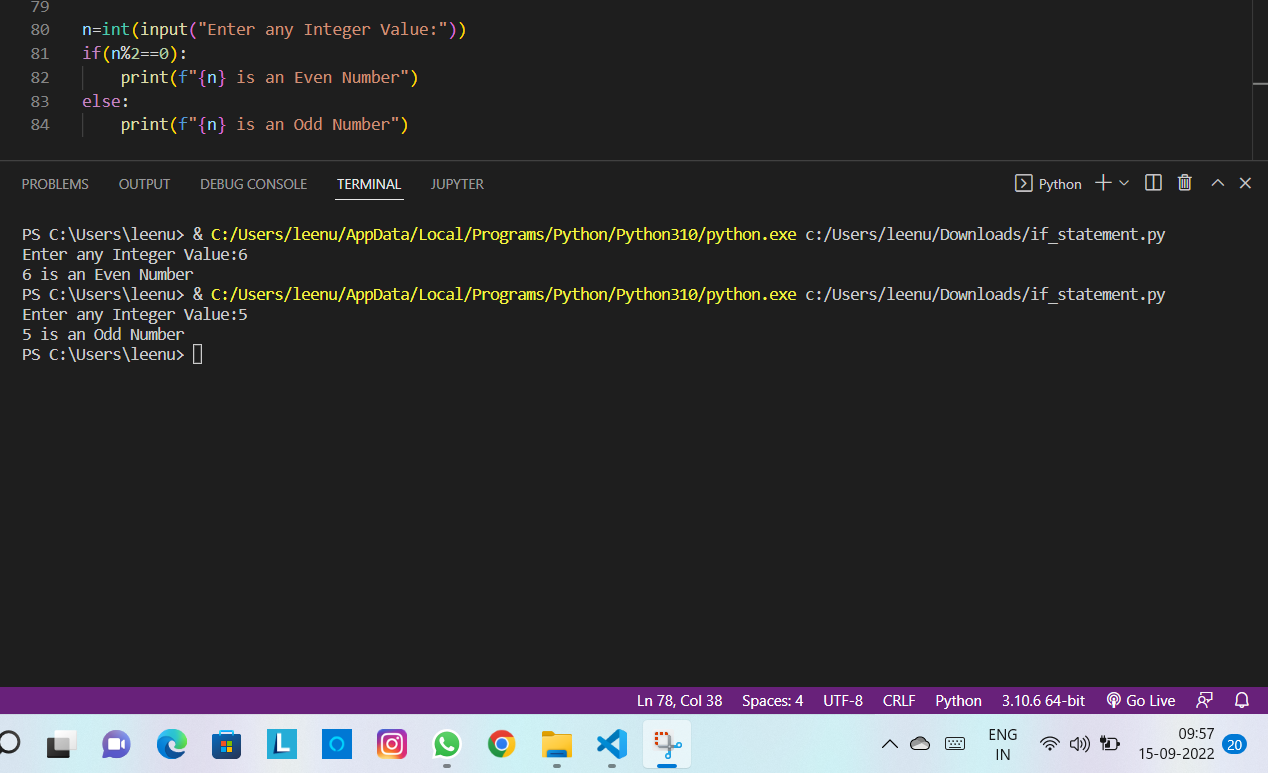 79
80 n=int(input("Enter any Integer Value:"))
81 if(n%2==0):
82     print(f"{n} is an Even Number")
83 else:
84     print(f"{n} is an Odd Number")
PROBLEMS OUTPUT DEBUG CONSOLE TERMINAL JUPYTER Python
PS C:\Users\leenu> & C:/Users/leenu/AppData/Local/Programs/Python/Python310/python.exe c:/Users/leenu/Downloads/if_statement.py
Enter any Integer Value:6
6 is an Even Number
PS C:\Users\leenu> & C:/Users/leenu/AppData/Local/Programs/Python/Python310/python.exe c:/Users/leenu/Downloads/if_statement.py
Enter any Integer Value:5
5 is an Odd Number
PS C:\Users\leenu>
Ln 78, Col 38 Spaces: 4 UTF-8 CRLF Python 3.10.6 64-bit Go Live
L
ENG 09:57
IN 15-09-2022 20